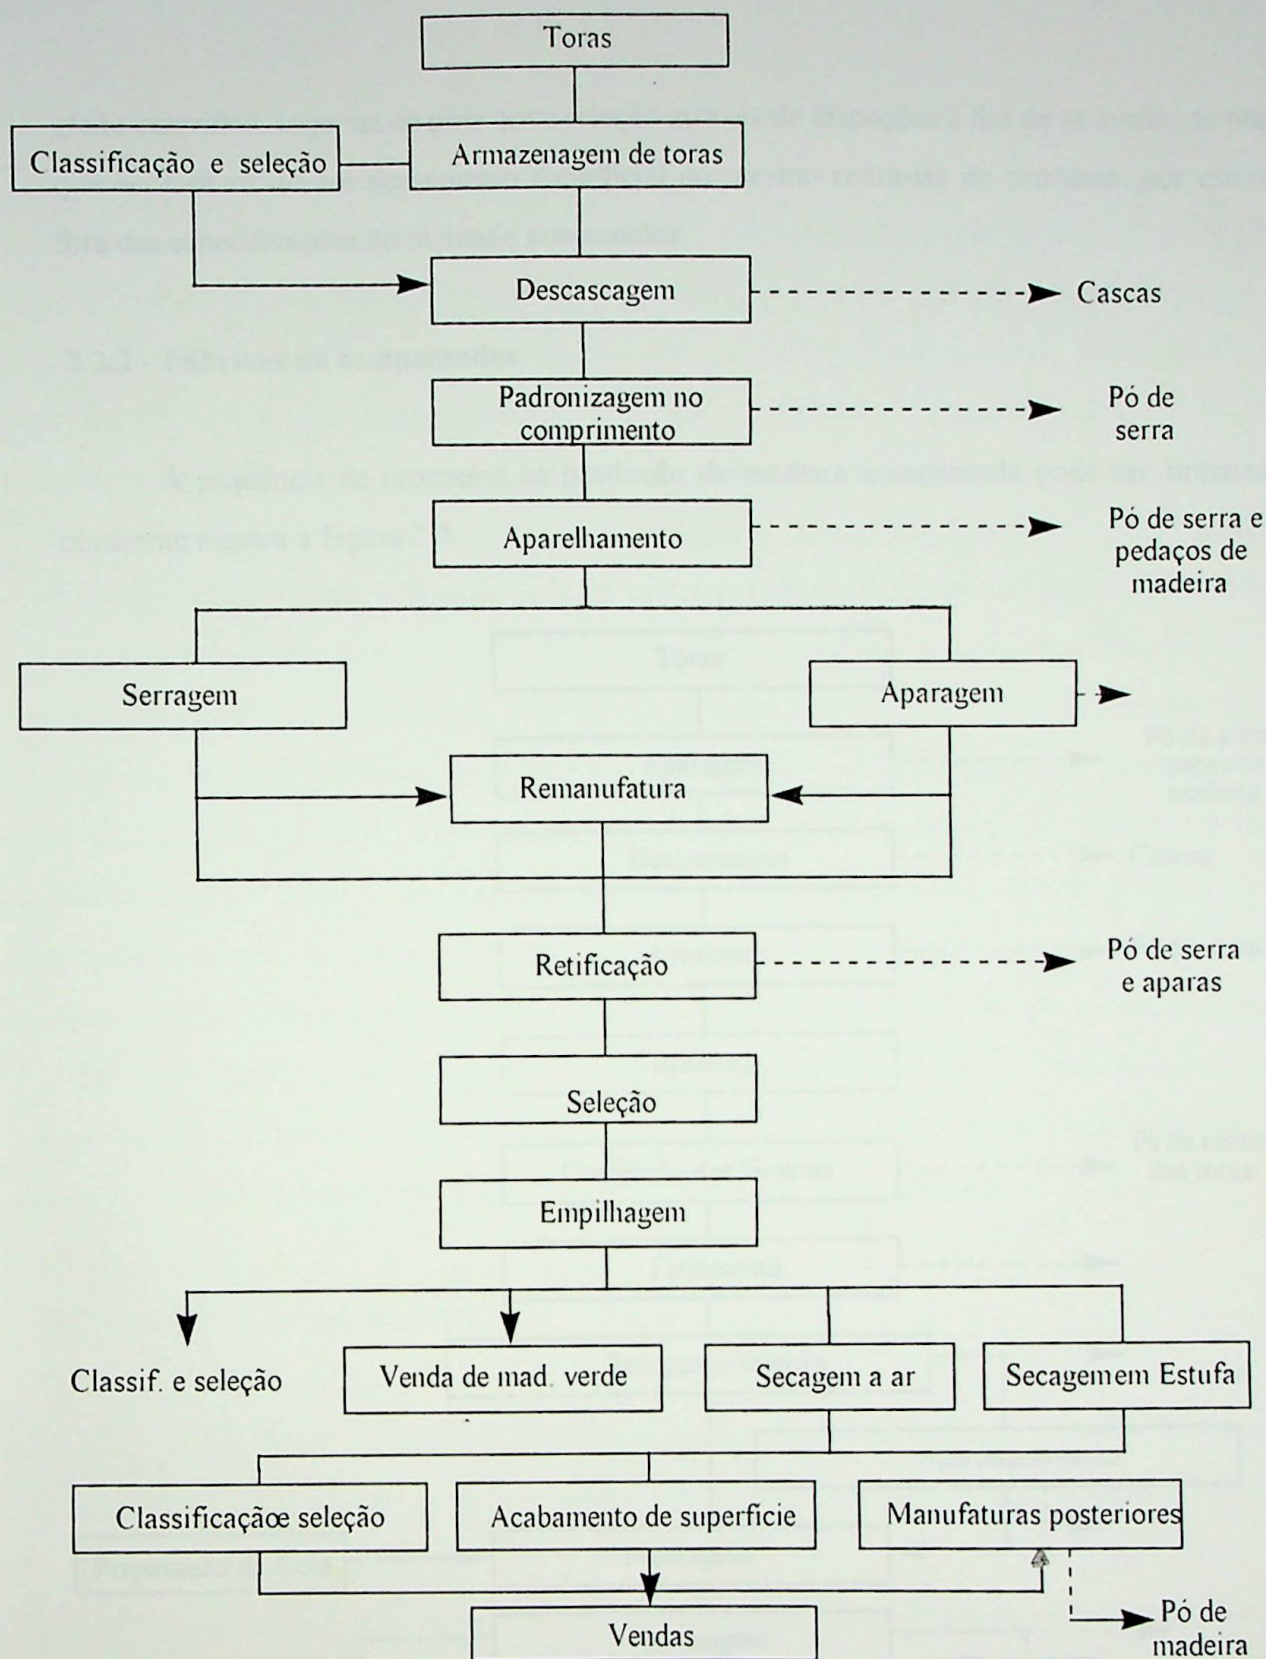 Toras
Classificação e seleção
Armazenagem de toras
Descascagem
Cascas
Padronizagem no
comprimento
Pó de
serra
Aparelhamento
Pó de serra e
pedaços de
madeira
Serragem
Aparagem
Remanufatura
Retificação
Pó de serra
e aparas
Seleção
Empilhagem
Classif. e seleção
Venda de mad. verde
Secagem a ar
Secagemem Estufa
Classificaçãoe seleção
Acabamento de superfície
Manufaturas posteriores
Vendas
Pó de
madeira